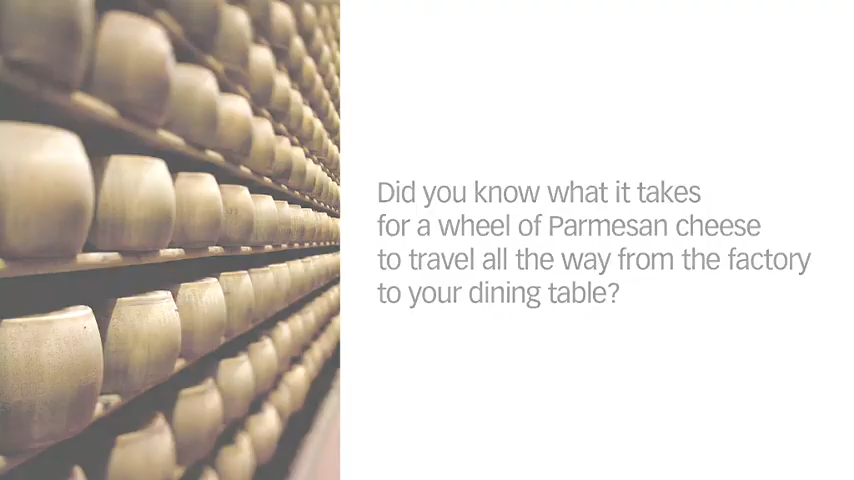 Did you know what it takes
for a wheel of Parmesan cheese
to travel all the way from the factory
to your dining table?